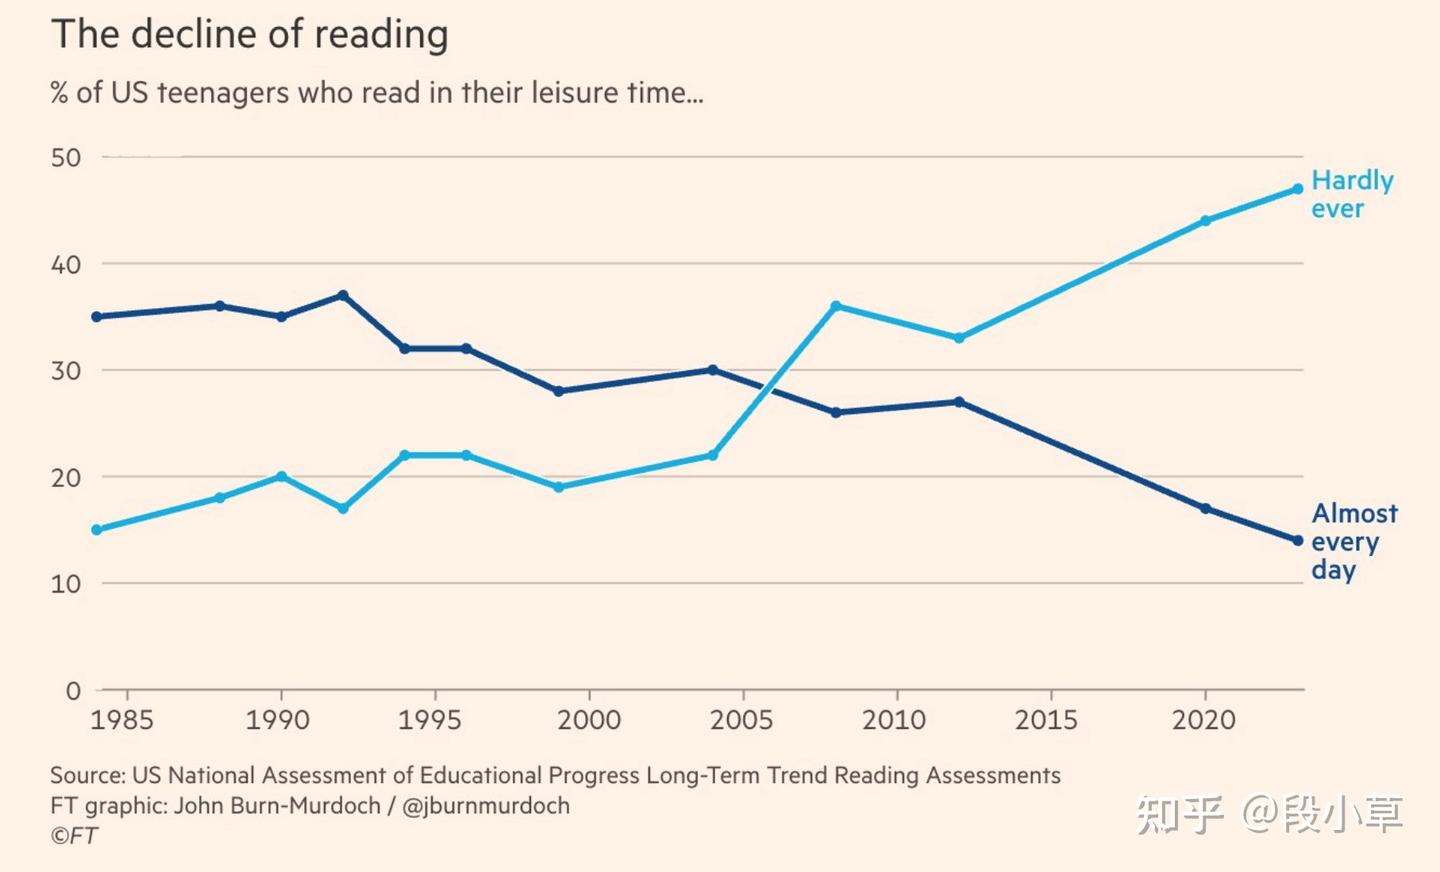 The decline of reading
% of US teenagers who read in their leisure time...
50
Hardly
ever
40
30
20
Almost
every
day
10
0
1985 1990 1995 2000 2005 2010 2015 2020
Source: US National Assessment of Educational Progress Long-Term Trend Reading Assessments
FT graphic: John Burn-Murdoch / @jburnmurdoch
©FT
知乎 @段小草